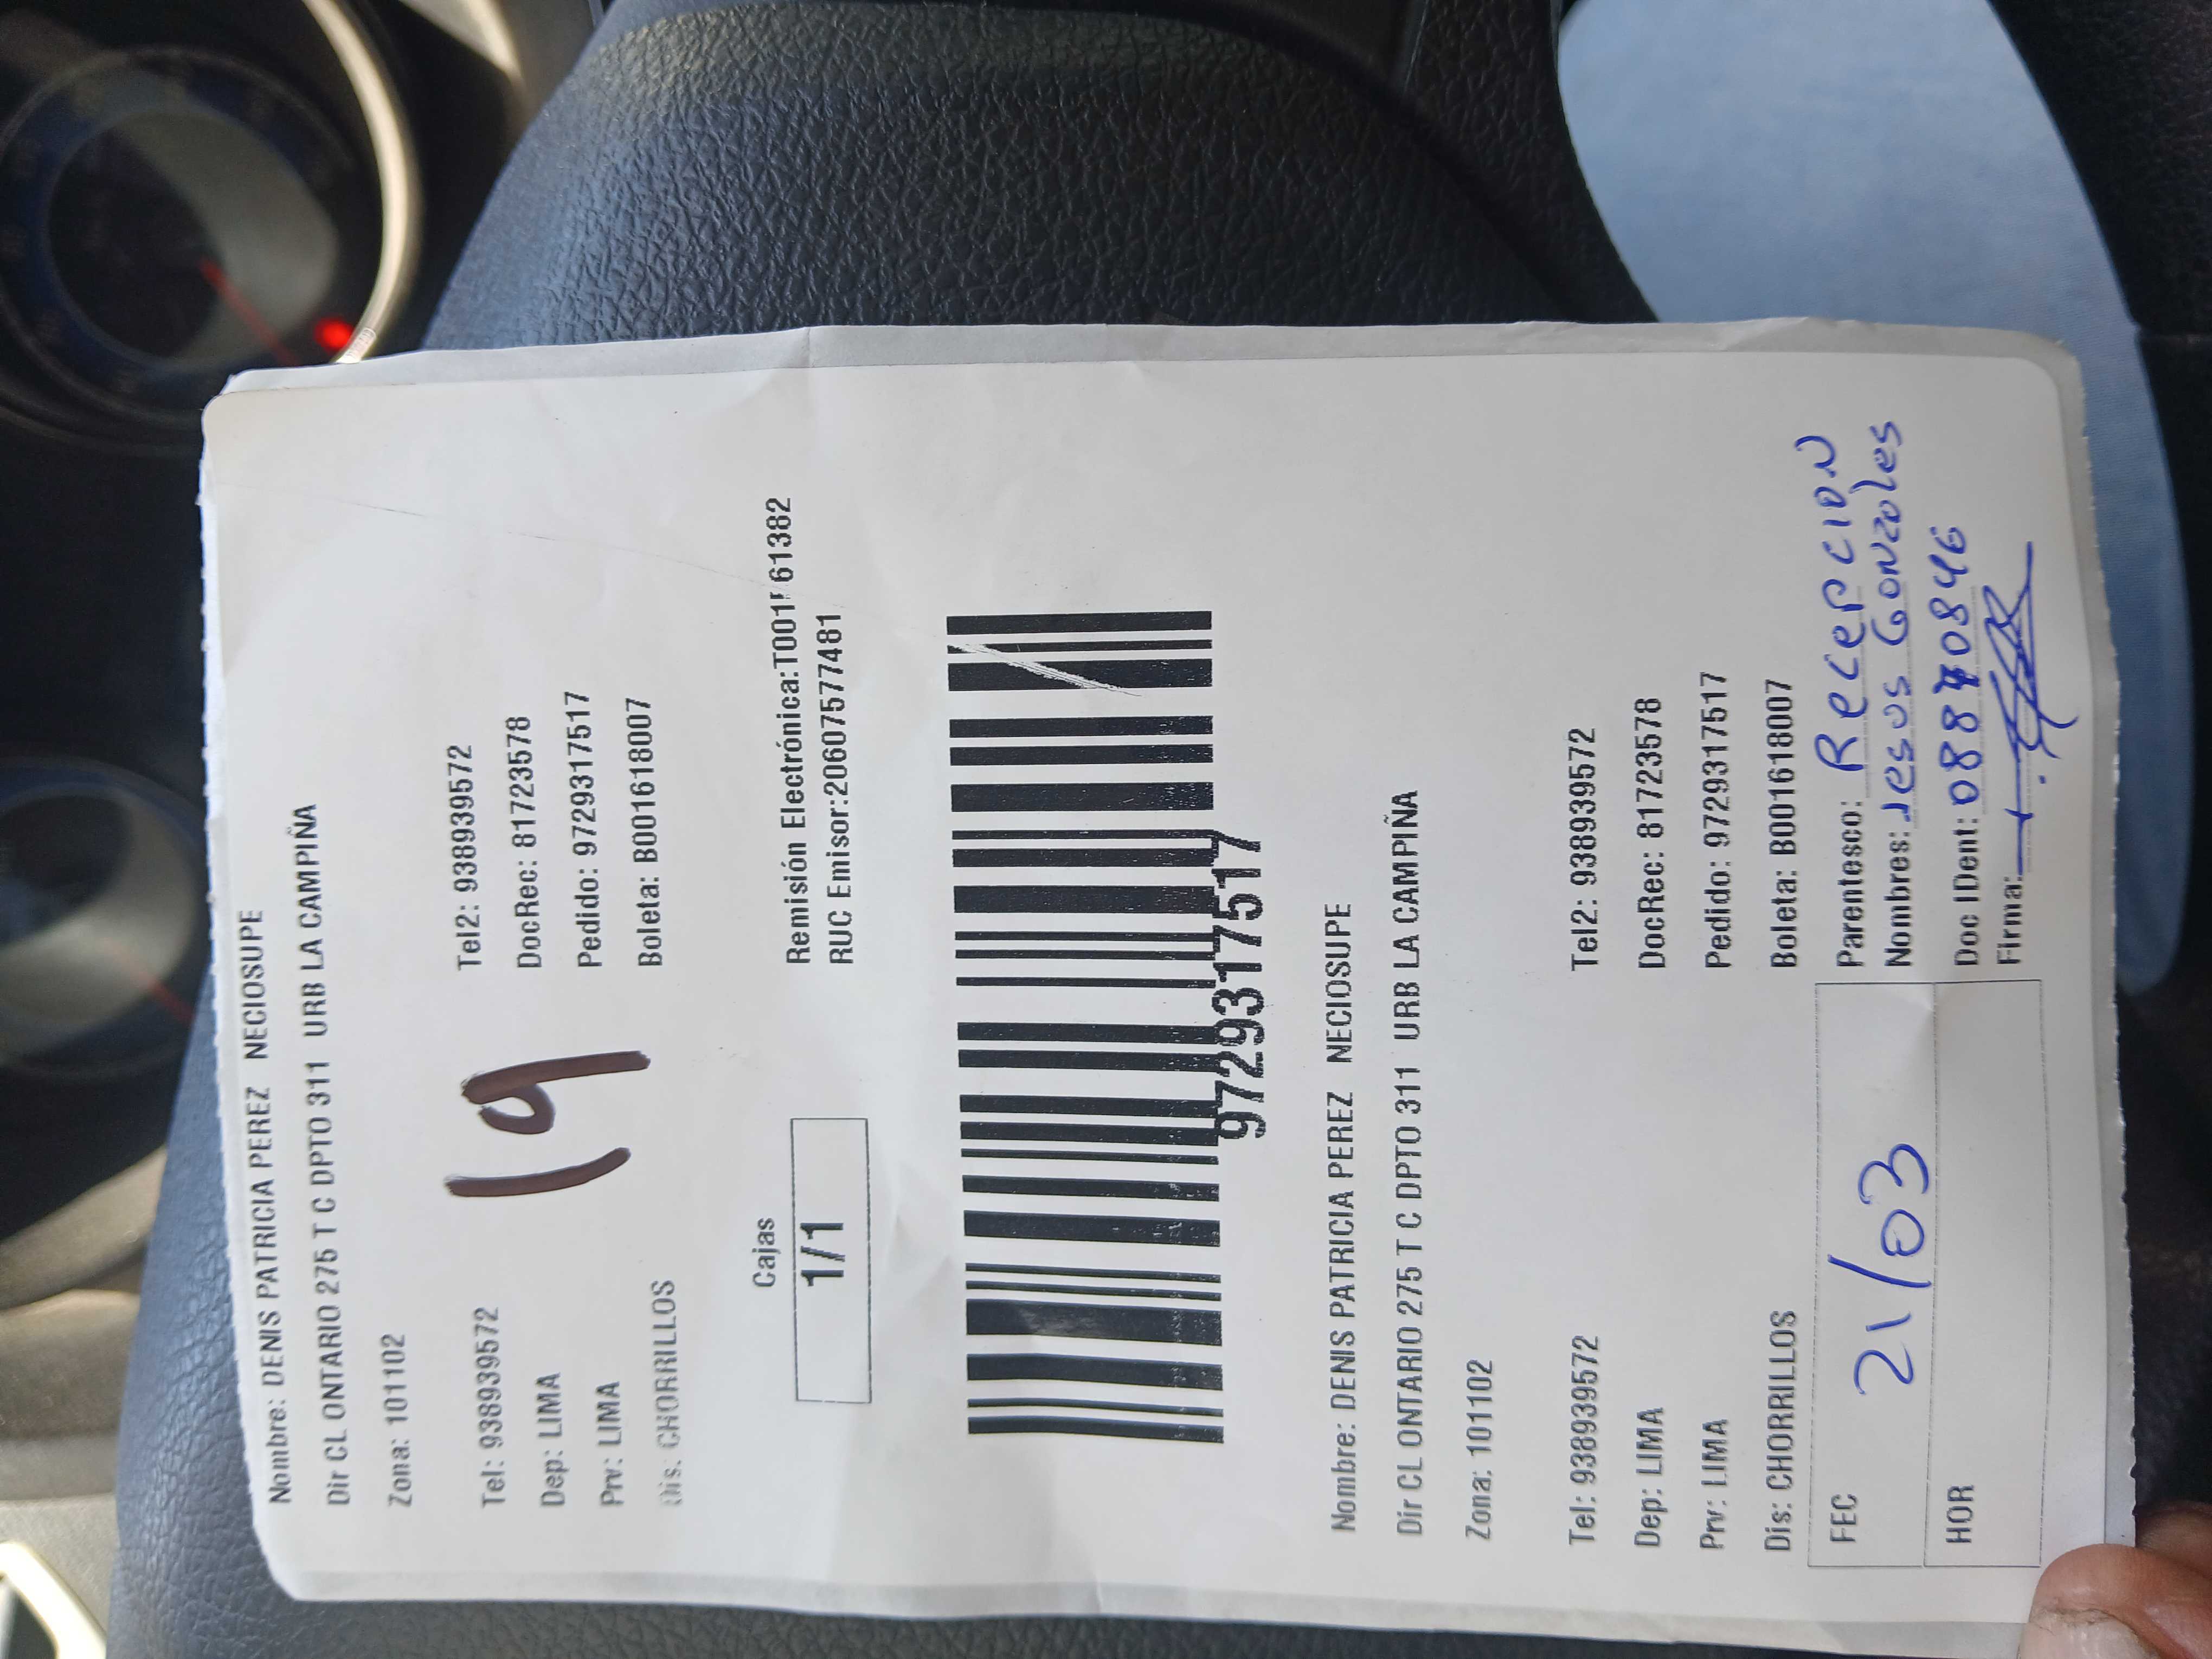 Nombre: DENIS PATRICIA PEREZ NECIOSUPE
Dir CL ONTARIO 275 T C DPTO 311 URB LA CAMPIÑA
Zona: 101102
Tel: 938939572 Tel2: 938939572
Dep: LIMA DocRec: 81723578
Prv: LIMA Pedido: 9729317517
Dis: CHORRILLOS Boleta: B001618007
19
Cajas
1/1
Remisión Electrónica:T001 61382
RUC Emisor:20607577481
9729317517
Nombre: DENIS PATRICIA PEREZ NECIOSUPE
Dir CL ONTARIO 275 T C DPTO 311 URB LA CAMPIÑA
Zona: 101102
Tel: 938939572 Tel2: 938939572
Dep: LIMA DocRec: 81723578
Prv: LIMA Pedido: 9729317517
Dis: CHORRILLOS Boleta: B001618007
FEC 21/03
HOR
Parentesco: Recepcion
Nombres: Jesus Gonzales
Doc IDent:
Firma: